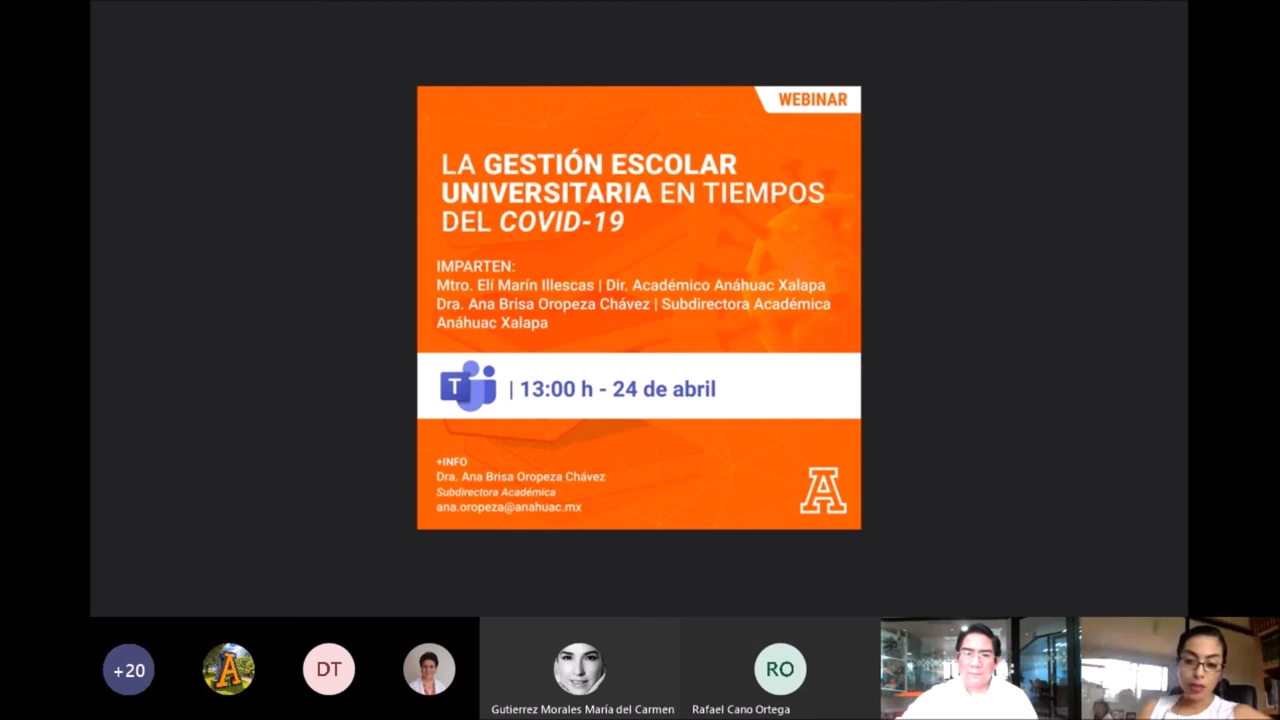 WEBINAR
LA GESTIÓN ESCOLAR
UNIVERSITARIA EN TIEMPOS
DEL COVID-19
IMPARTEN:
Mtro. Elí Marín Illescas | Dir. Académico Anáhuac Xalapa
Dra. Ana Brisa Oropeza Chávez | Subdirectora Académica
Anáhuac Xalapa
T
| 13:00 h - 24 de abril
+INFO
Dra. Ana Brisa Oropeza Chávez
Subdirectora Académica
ana.oropeza@anahuac.mx
A
+20
A
DT
RO
Gutierrez Morales María del Carmen
Rafael Cano Ortega